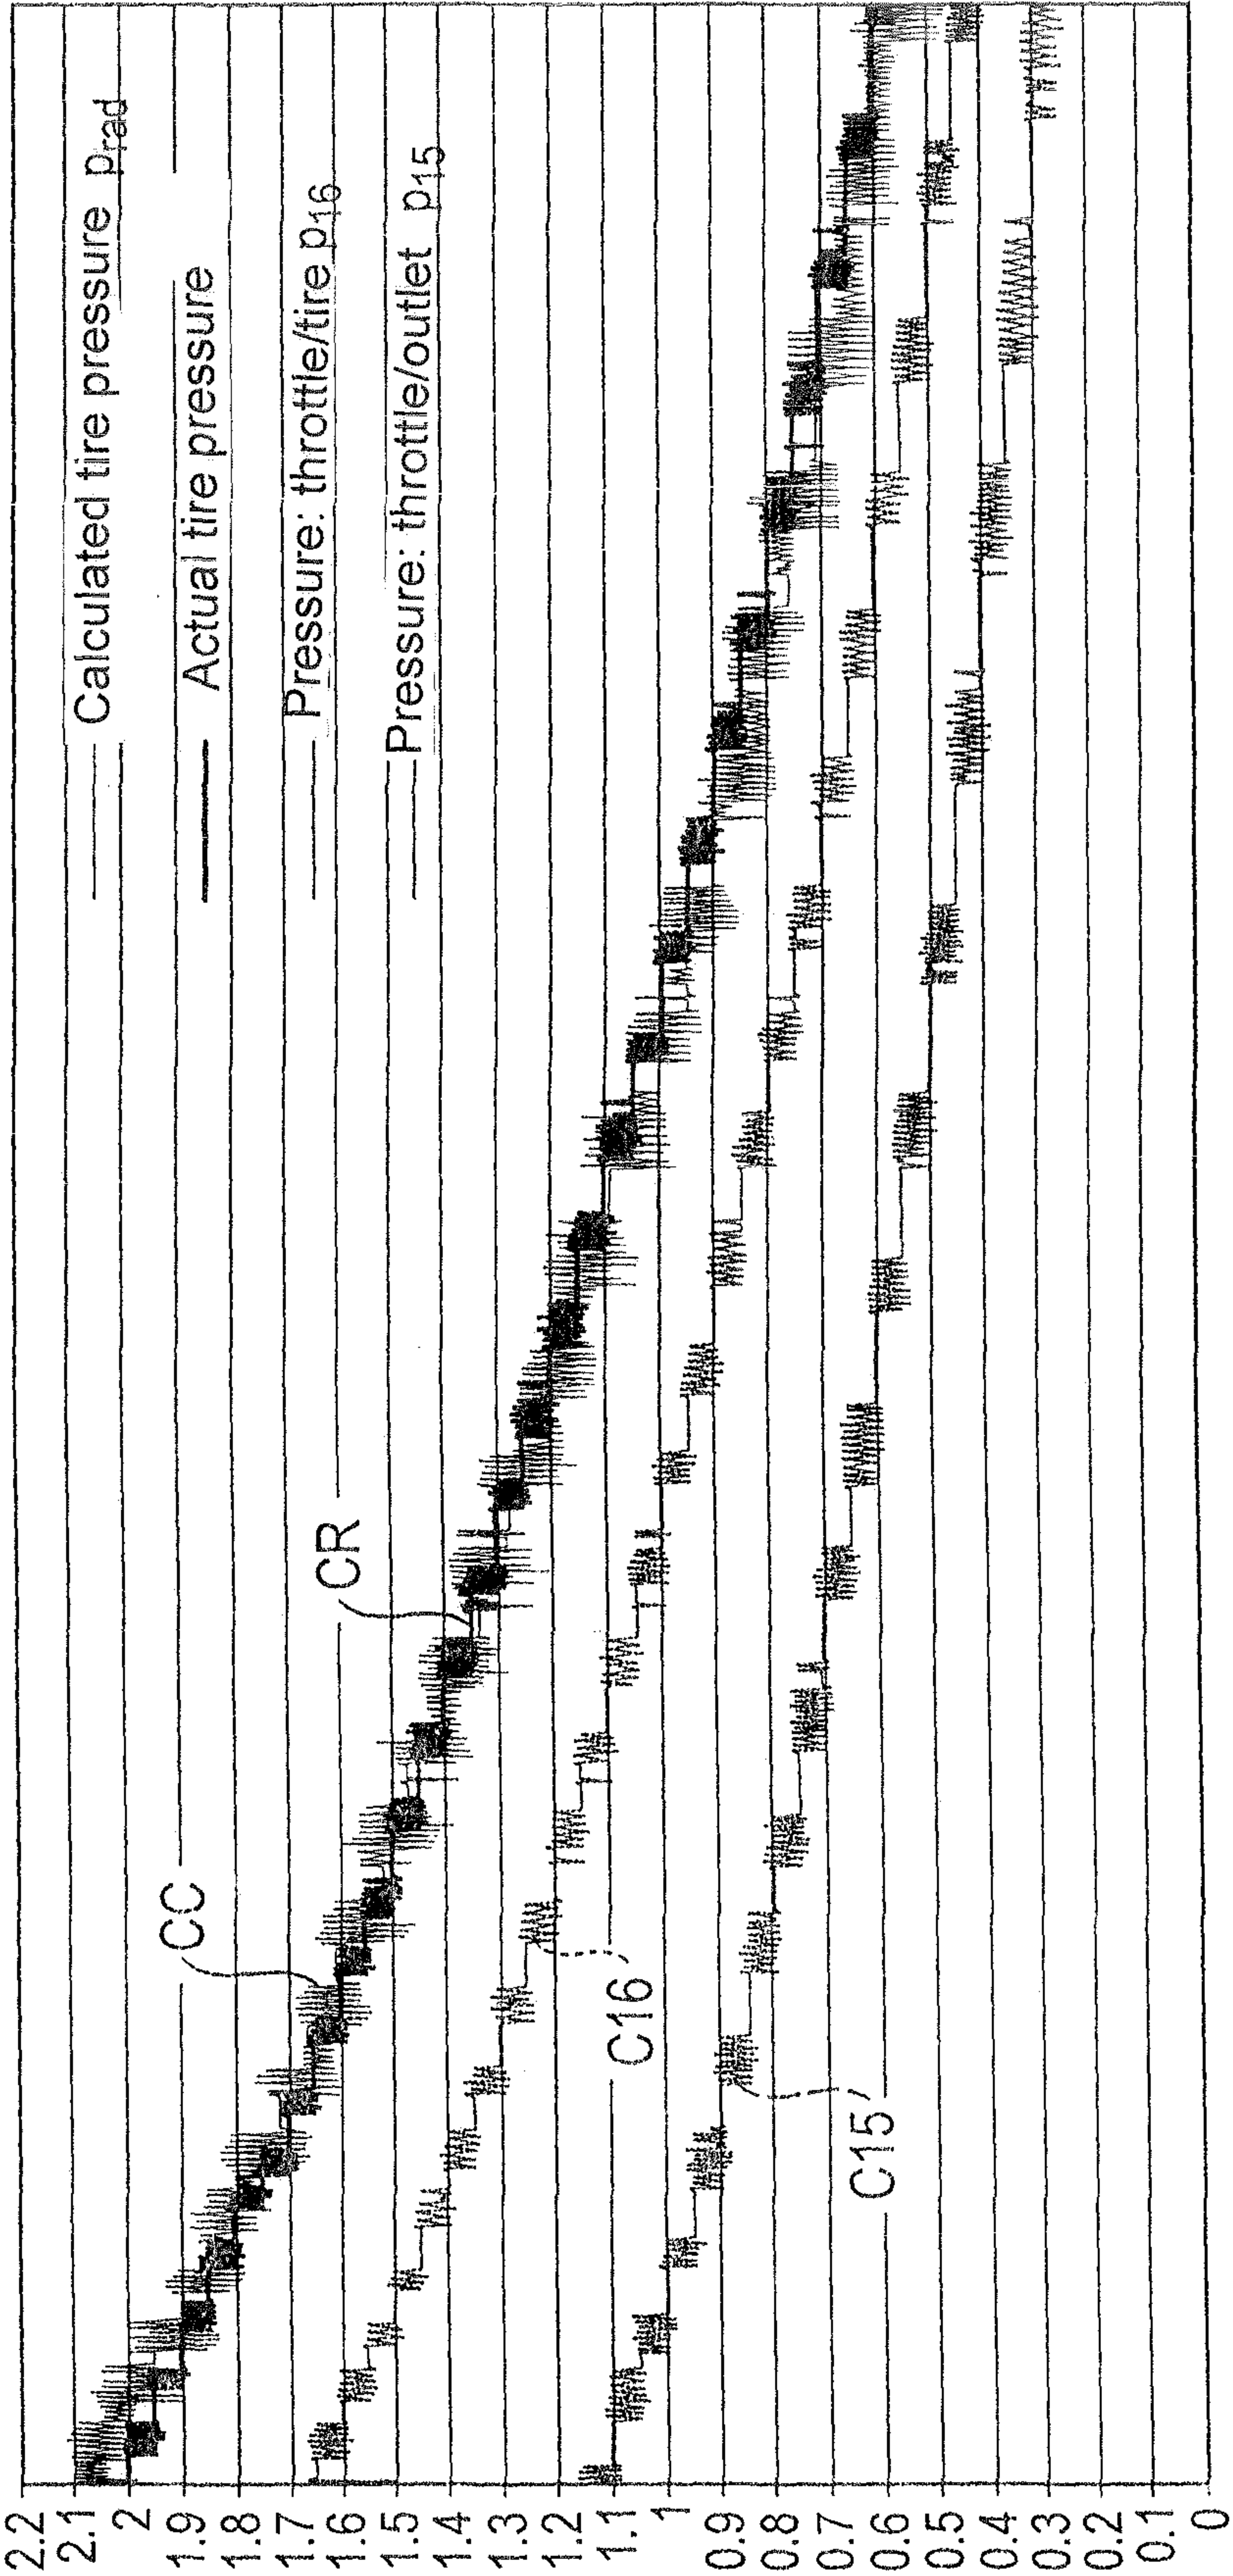 Calculated tire pressure prad
Actual tire pressure
Pressure: throttle/tire p16
Pressure: throttle/outlet p15
CC
CR
C16
C15
2.2
2.1
2
1.9
1.8
1.7
1.6
1.5
1.4
1.3
1.2
1.1
1
0.9
0.8
0.7
0.6
0.5
0.4
0.3
0.2
0.1
0